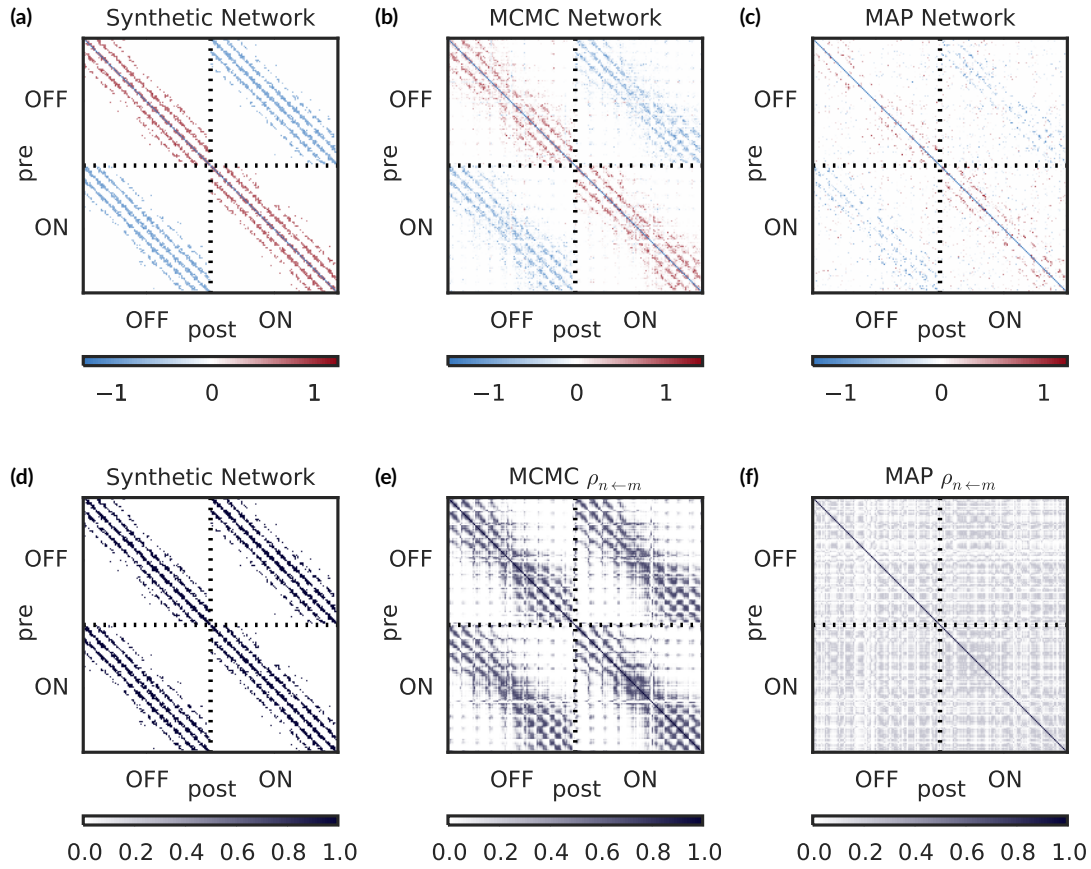 (a) Synthetic Network
(b) MCMC Network
(c) MAP Network
OFF
pre
ON
OFF post ON
−1 0 1
OFF
pre
ON
OFF post ON
−1 0 1
OFF
pre
ON
OFF post ON
−1 0 1
(d) Synthetic Network
(e) MCMC ρn←m
(f) MAP ρn←m
OFF
pre
ON
OFF post ON
0.0 0.2 0.4 0.6 0.8 1.0
OFF
pre
ON
OFF post ON
0.0 0.2 0.4 0.6 0.8 1.0
OFF
pre
ON
OFF post ON
0.0 0.2 0.4 0.6 0.8 1.0